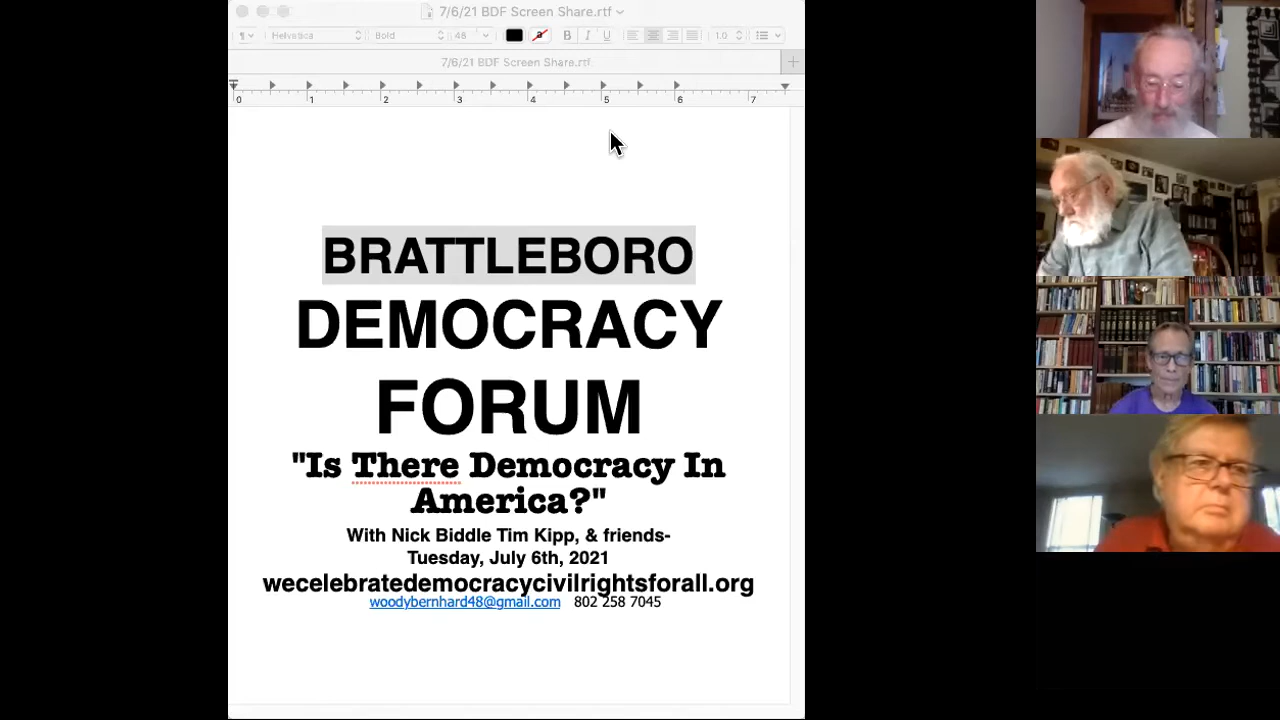 7/6/21 BDF Screen Share.rtf
¶ Helvetica Bold 48 a B I U 1.0
7/6/21 BDF Screen Share.rtf
0 1 2 3 4 5 6 7
BRATTLEBORO
DEMOCRACY
FORUM
"Is There Democracy In
America?"
With Nick Biddle Tim Kipp, & friends-
Tuesday, July 6th, 2021
wecelebratedemocracycivilrightsforall.org
woodybernhard48@gmail.com 802 258 7045